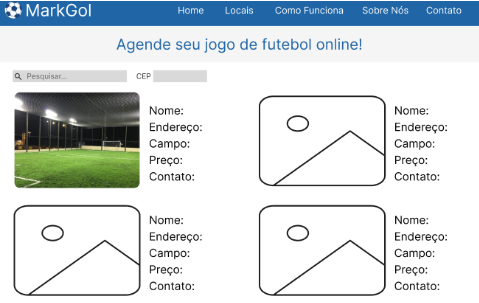 MarkGol Home Locais Como Funciona Sobre Nós Contato
Agende seu jogo de futebol online!
Pesquisar... CEP
Nome:
Endereço:
Campo:
Preço:
Contato:
Nome:
Endereço:
Campo:
Preço:
Contato:
Nome:
Endereço:
Campo:
Preço:
Contato:
Nome:
Endereço:
Campo:
Preço:
Contato: